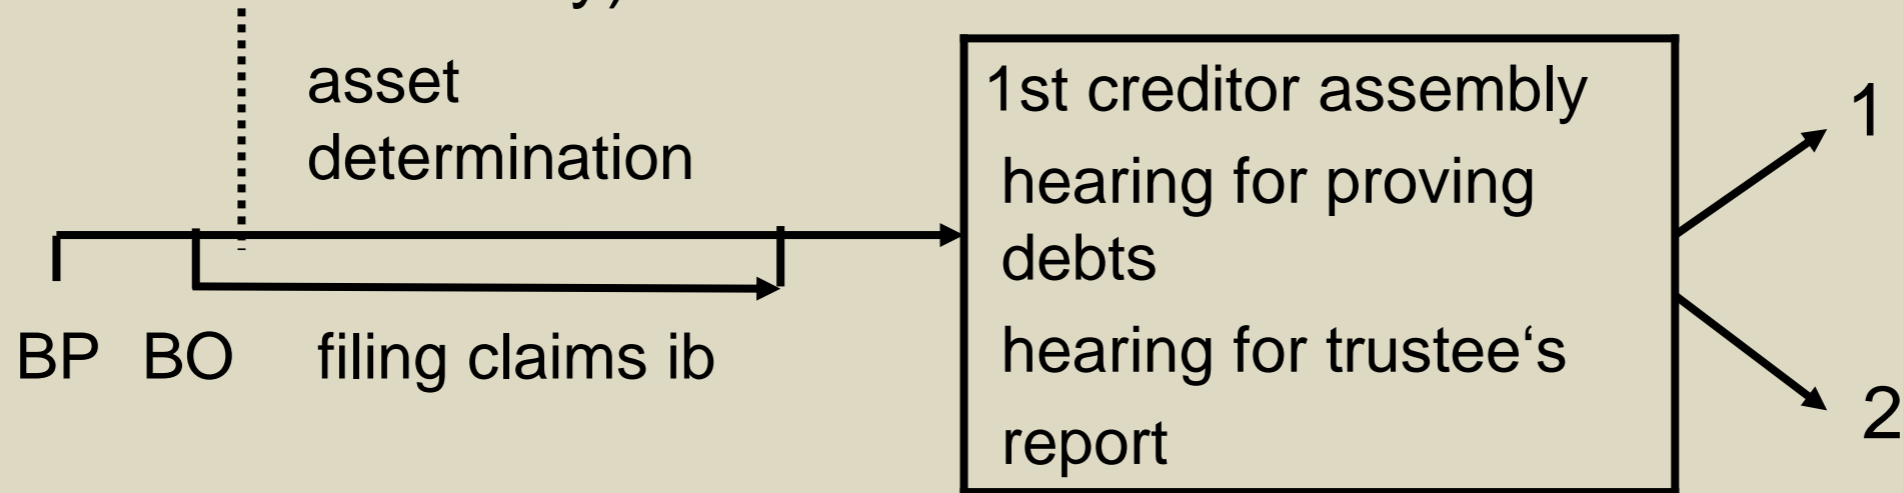 asset
determination
BP BO filing claims ib
1st creditor assembly
hearing for proving
debts
hearing for trustee‘s
report
1
2